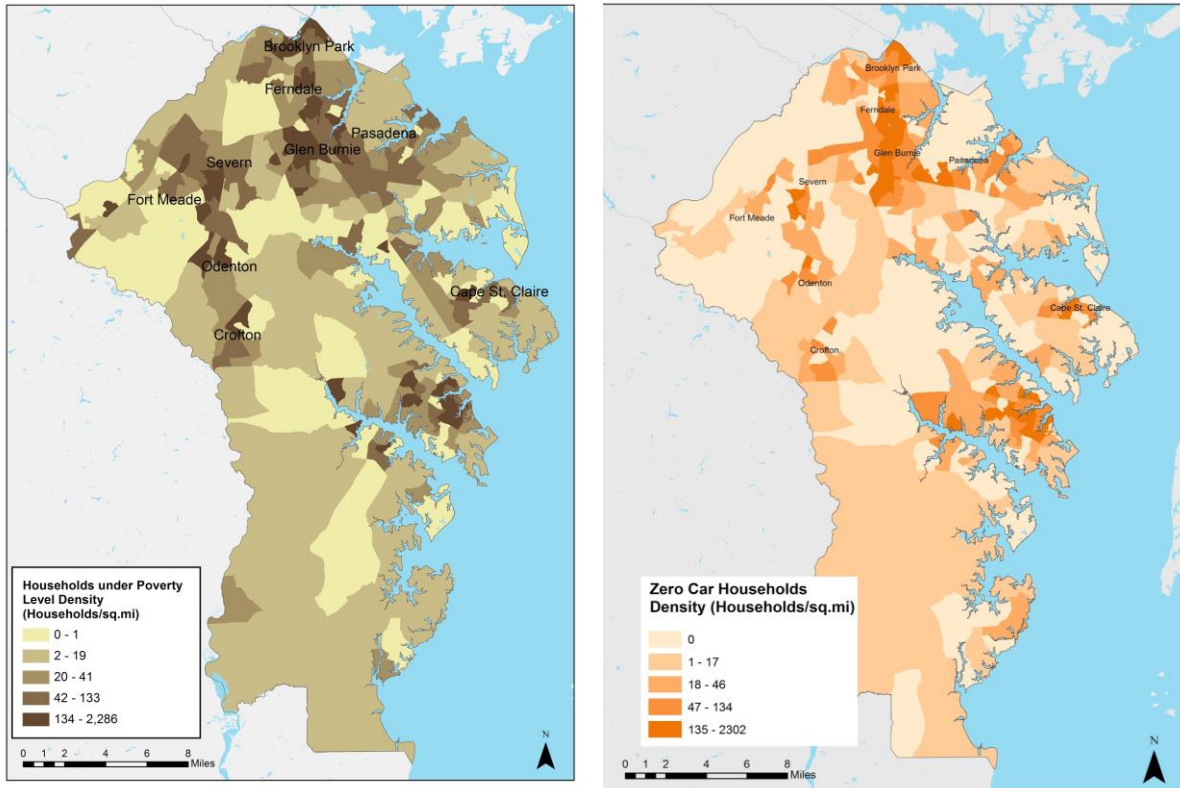 Brooklyn Park
Ferndale
Pasadena
Glen Burnie
Severn
Fort Meade
Odenton
Cape St. Claire
Crofton
Households under Poverty
Level Density
(Households/sq.mi)
0 - 1
2 - 19
20 - 41
42 - 133
134 - 2,286
0 1 2 4 6 8
Miles
N
Brooklyn Park
Ferndale
Glen Burnie
Pasadena
Severn
Fort Meade
Odenton
Cape St. Claire
Crofton
Zero Car Households
Density (Households/sq.mi)
0
1 - 17
18 - 46
47 - 134
135 - 2302
0 1 2 4 6 8
Miles
N